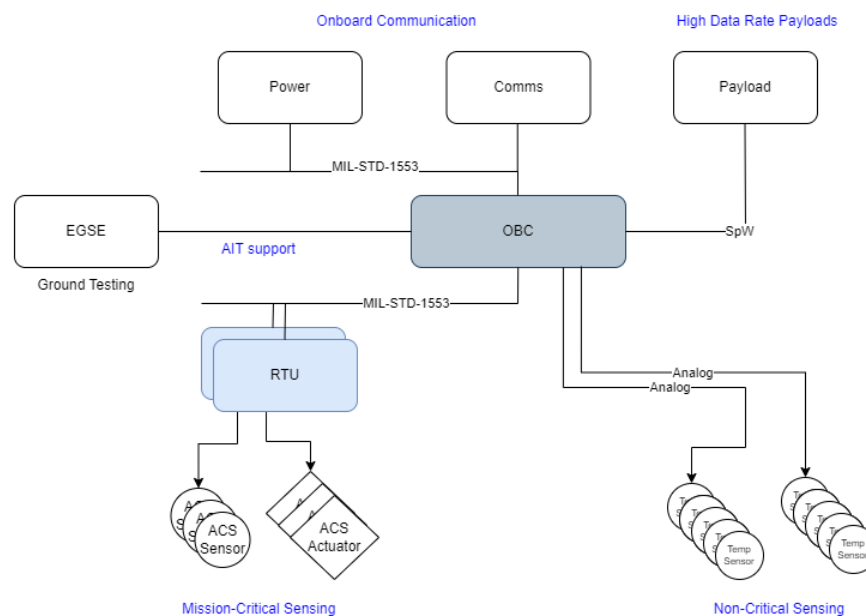 Onboard Communication
High Data Rate Payloads
Power
Comms
Payload
MIL-STD-1553
EGSE
OBC
SpW
AIT support
Ground Testing
MIL-STD-1553
RTU
Analog
Analog
ACS
Sensor
ACS
Actuator
Temp
Sensor
Temp
Sensor
Mission-Critical Sensing
Non-Critical Sensing